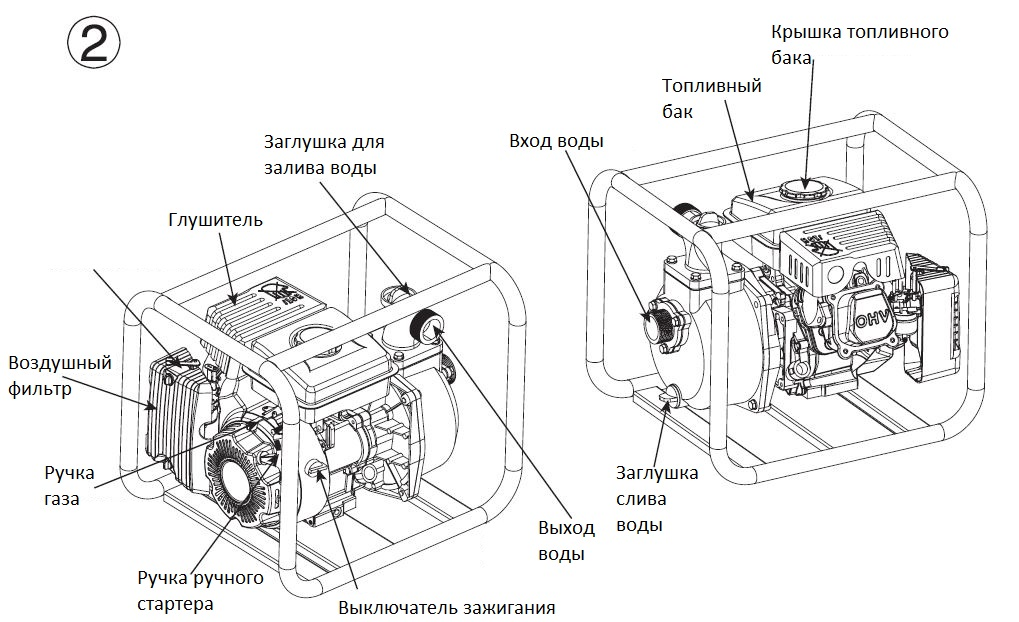 2
Крышка топливного
бака
Топливный
бак
Вход воды
Заглушка для
залива воды
Глушитель
Воздушный
фильтр
Ручка
газа
Ручка ручного
стартера
Выключатель зажигания
Выход
воды
Заглушка
слива
воды
OHV